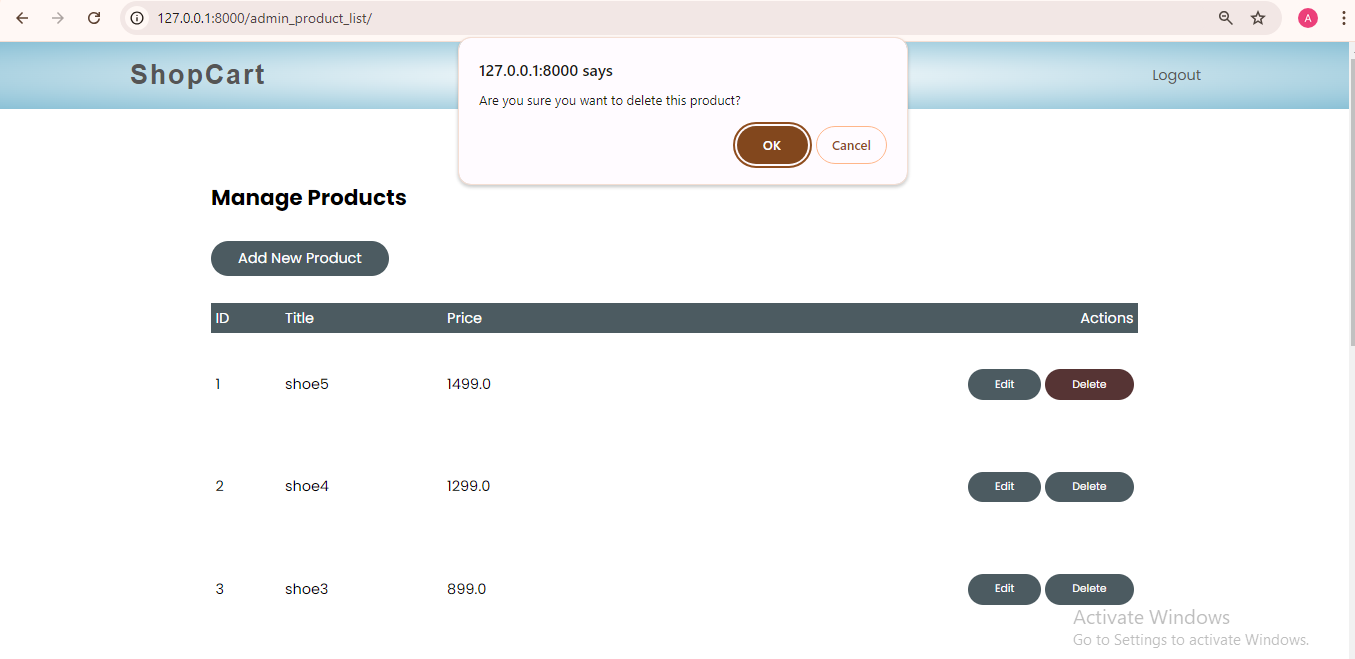 127.0.0.1:8000/admin_product_list/
A
ShopCart
Logout
127.0.0.1:8000 says
Are you sure you want to delete this product?
OK Cancel
Manage Products
Add New Product
ID Title Price Actions
1 shoe5 1499.0 Edit Delete
2 shoe4 1299.0 Edit Delete
3 shoe3 899.0 Edit Delete
Activate Windows
Go to Settings to activate Windows.